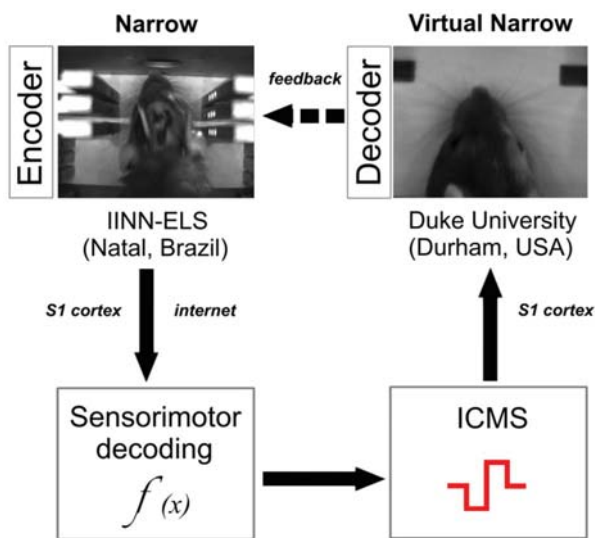 Narrow
Virtual Narrow
Encoder
feedback
Decoder
IINN-ELS
(Natal, Brazil)
Duke University
(Durham, USA)
S1 cortex
internet
S1 cortex
Sensorimotor
decoding
f (x)
ICMS